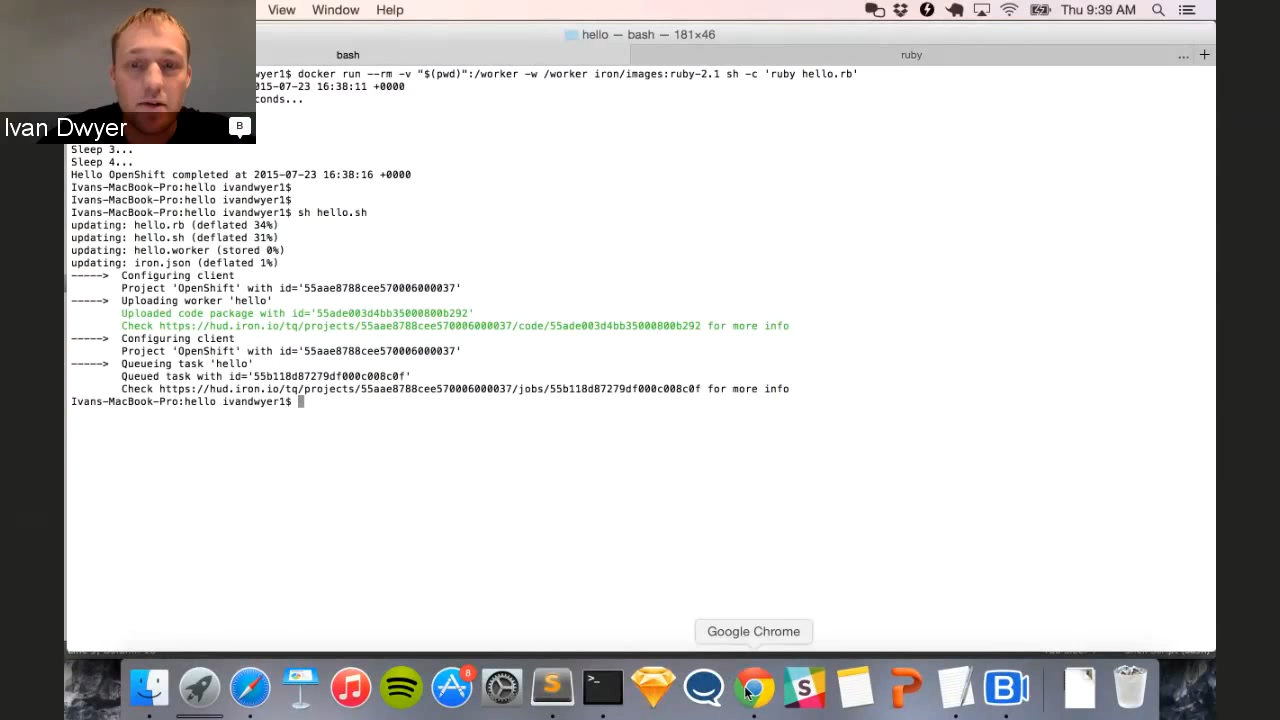 View Window Help Thu 9:39 AM
hello — bash — 181×46
bash ruby ... +
wyer1$ docker run --rm -v "$(pwd)":/worker -w /worker iron/images:ruby-2.1 sh -c 'ruby hello.rb'
2015-07-23 16:38:11 +0000
conds...
Ivan Dwyer B
Sleep 3...
Sleep 4...
Hello OpenShift completed at 2015-07-23 16:38:16 +0000
Ivans-MacBook-Pro:hello ivandwyer1$
Ivans-MacBook-Pro:hello ivandwyer1$
Ivans-MacBook-Pro:hello ivandwyer1$ sh hello.sh
updating: hello.rb (deflated 34%)
updating: hello.sh (deflated 31%)
updating: hello.worker (stored 0%)
updating: iron.json (deflated 1%)
-----> Configuring client
Project 'OpenShift' with id='55aae8788cee570006000037'
-----> Uploading worker 'hello'
Uploaded code package with id='55ade003d4bb35000800b292'
Check https://hud.iron.io/tq/projects/55aae8788cee570006000037/code/55ade003d4bb35000800b292 for more info
-----> Configuring client
Project 'OpenShift' with id='55aae8788cee570006000037'
-----> Queueing task 'hello'
Queued task with id='55b118d87279df000c008c0f'
Check https://hud.iron.io/tq/projects/55aae8788cee570006000037/jobs/55b118d87279df000c008c0f for more info
Ivans-MacBook-Pro:hello ivandwyer1$
Google Chrome
8